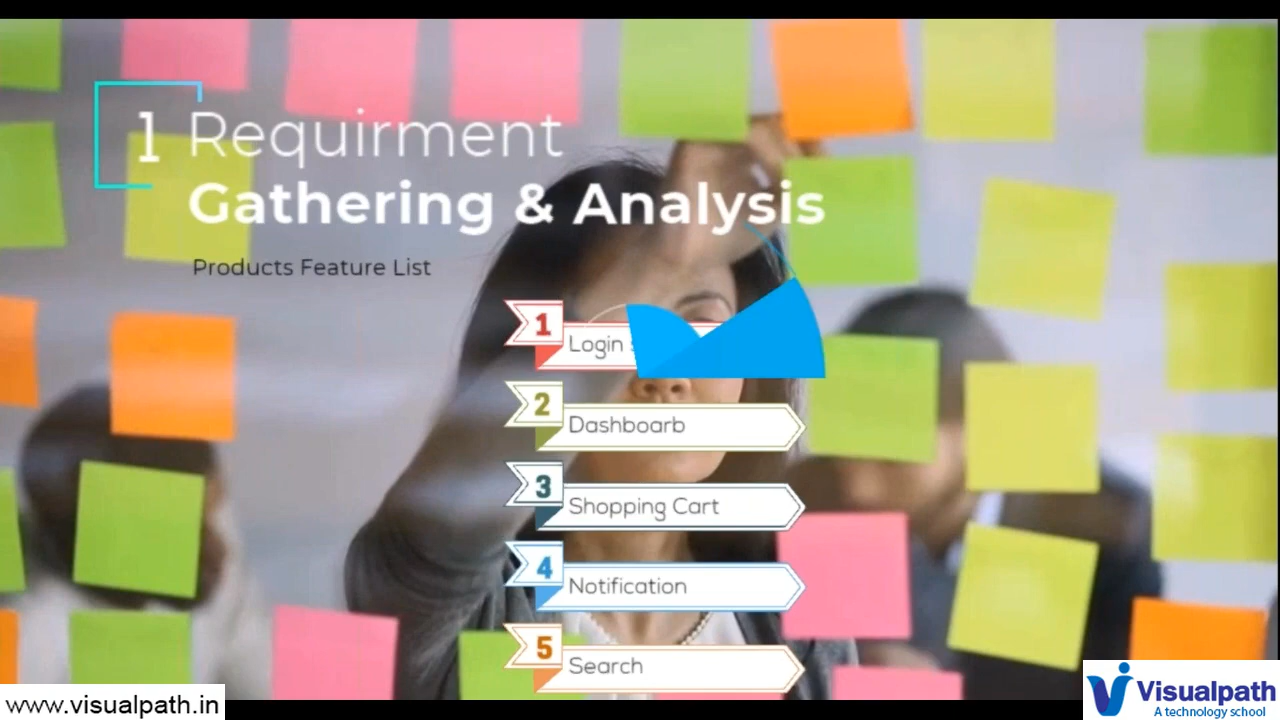 1 Requirment
Gathering & Analysis
Products Feature List
1 Login
2 Dashboarb
3 Shopping Cart
4 Notification
5 Search
www.visualpath.in
Visualpath
A technology school